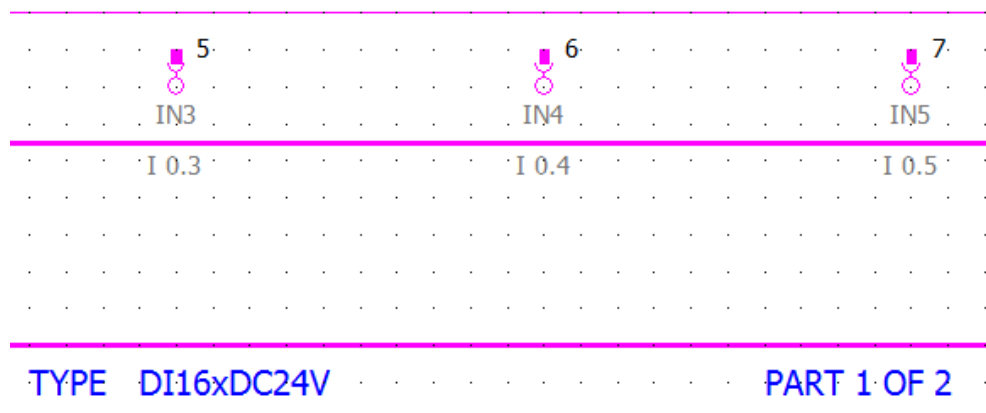 5 6 7
IN3 IN4 IN5
I 0.3 I 0.4 I 0.5
TYPE DI16xDC24V PART 1 OF 2